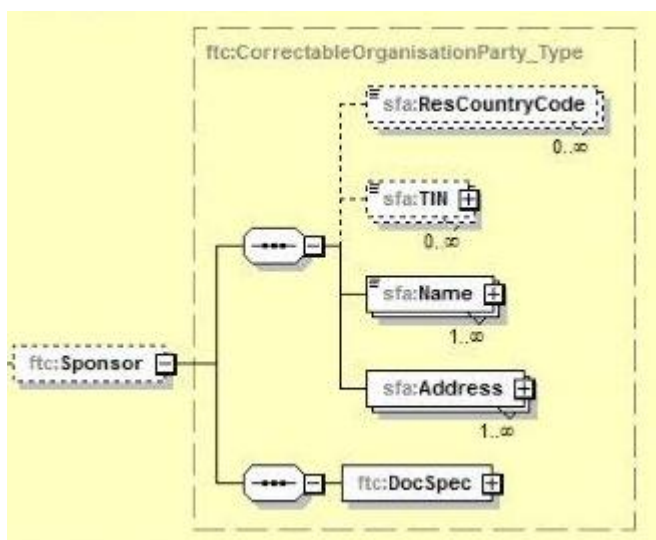 ftc:CorrectableOrganisationParty_Type
sfa:ResCountryCode
0..∞
sfa:TIN
0..∞
sfa:Name
1..∞
ftc:Sponsor
sfa:Address
1..∞
ftc:DocSpec